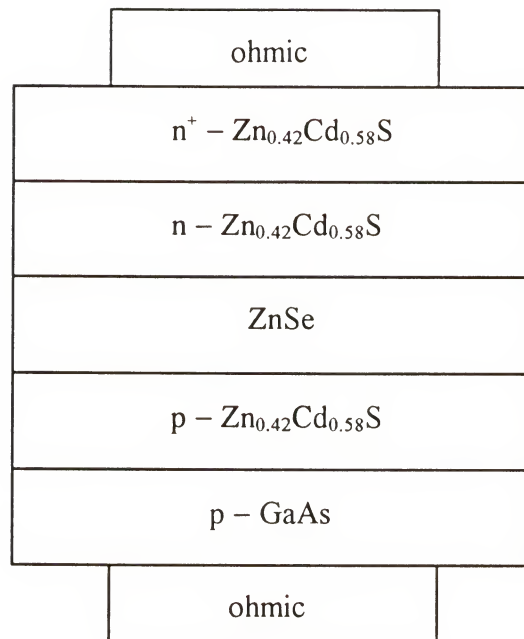 ohmic
n⁺ – Zn₀.₄₂Cd₀.₅₈S
n – Zn₀.₄₂Cd₀.₅₈S
ZnSe
p – Zn₀.₄₂Cd₀.₅₈S
p – GaAs
ohmic